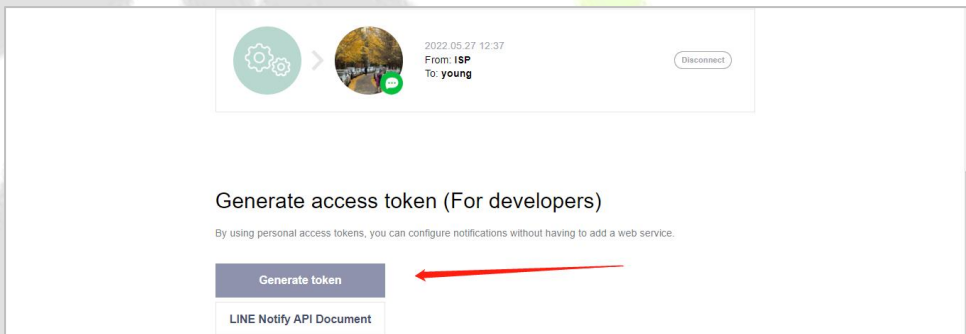 2022.05.27 12:37
From: ISP
To: young
Disconnect
Generate access token (For developers)
By using personal access tokens, you can configure notifications without having to add a web service.
Generate token
LINE Notify API Document